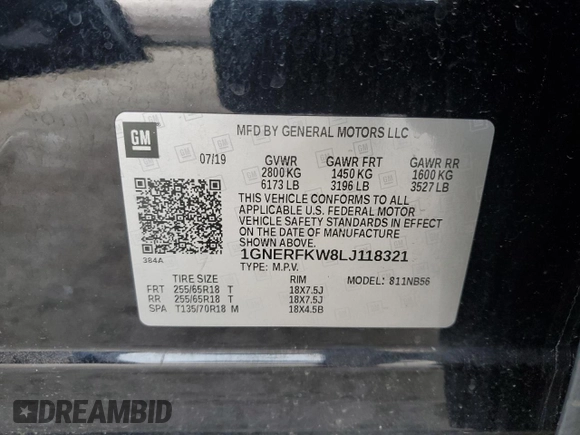 GM
MFD BY GENERAL MOTORS LLC
07/19 GVWR GAWR FRT GAWR RR
2800 KG 1450 KG 1600 KG
6173 LB 3196 LB 3527 LB
THIS VEHICLE CONFORMS TO ALL
APPLICABLE U.S. FEDERAL MOTOR
VEHICLE SAFETY STANDARDS IN EFFECT
ON THE DATE OF MANUFACTURE
SHOWN ABOVE.
384A
1GNERFKW8LJ118321
TYPE: M.P.V. MODEL: 811NB56
TIRE SIZE RIM
FRT 255/65R18 T 18X7.5J
RR 255/65R18 T 18X7.5J
SPA T135/70R18 M 18X4.5B
DREAMBID